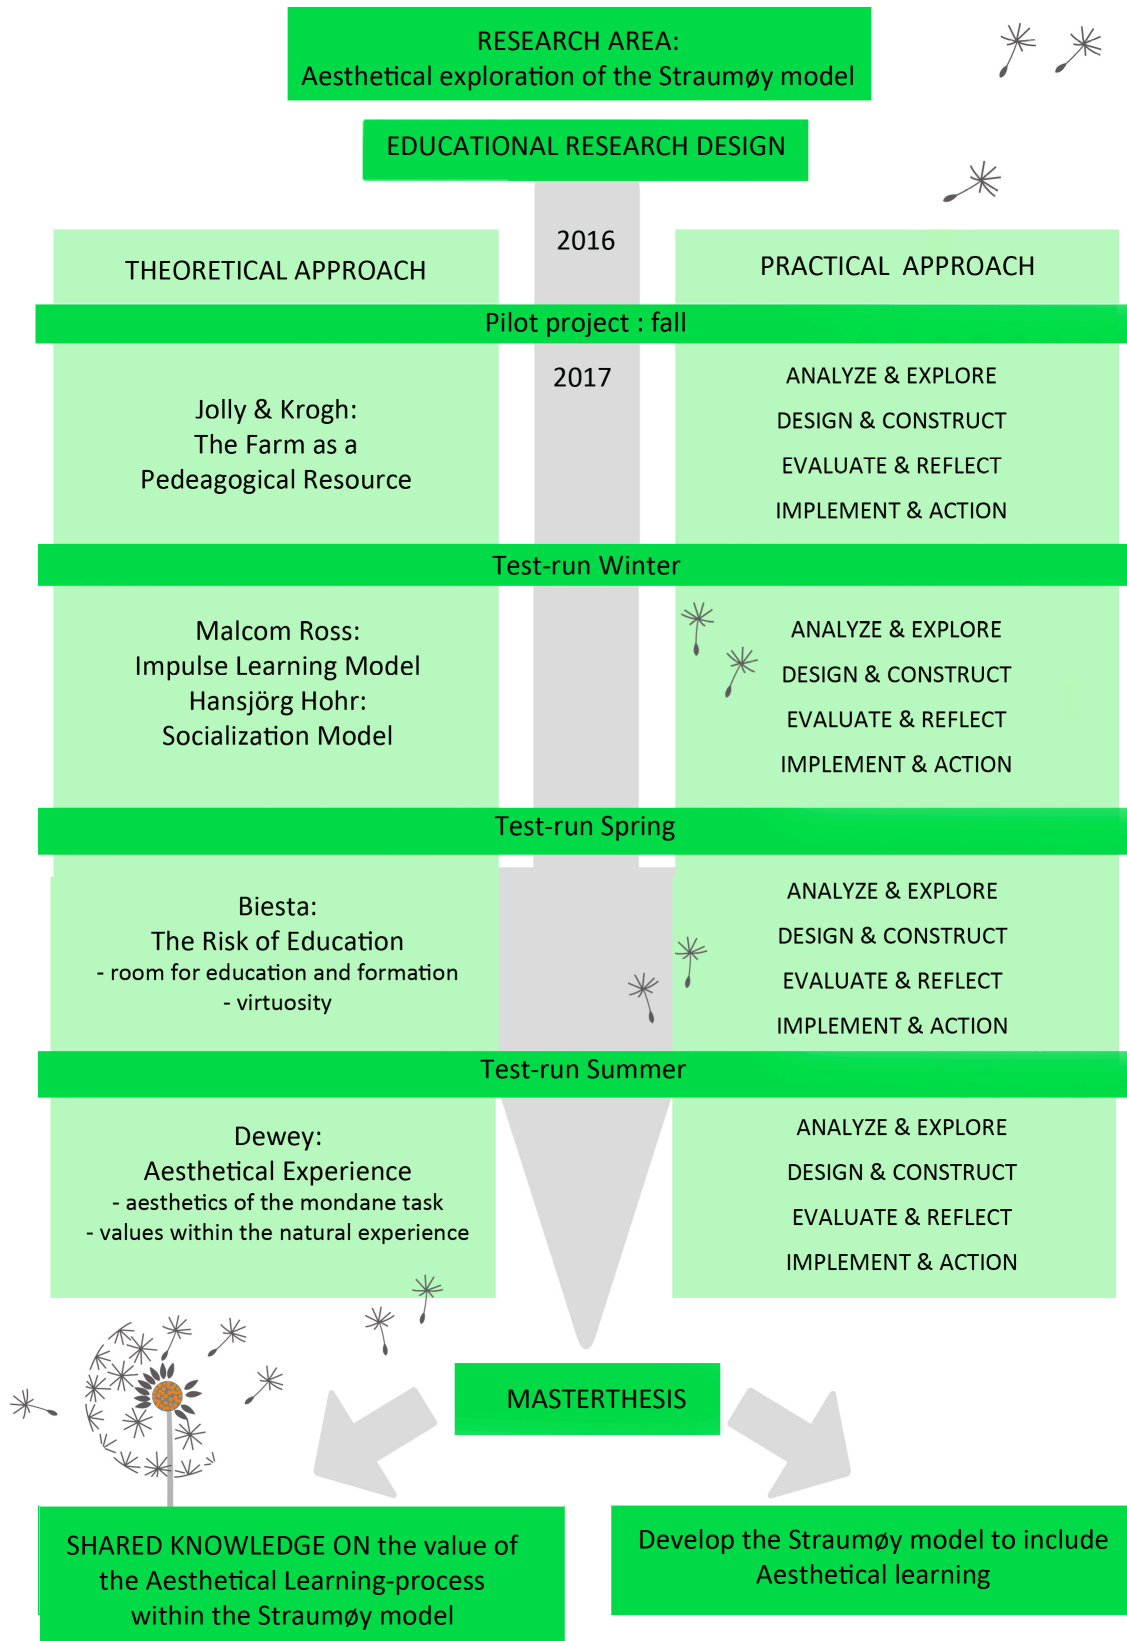 RESEARCH AREA:
Aesthetical exploration of the Straumøy model
EDUCATIONAL RESEARCH DESIGN
2016
THEORETICAL APPROACH
PRACTICAL APPROACH
Pilot project : fall
2017
Jolly & Krogh:
The Farm as a
Pedeagogical Resource
ANALYZE & EXPLORE
DESIGN & CONSTRUCT
EVALUATE & REFLECT
IMPLEMENT & ACTION
Test-run Winter
Malcom Ross:
Impulse Learning Model
Hansjörg Hohr:
Socialization Model
ANALYZE & EXPLORE
DESIGN & CONSTRUCT
EVALUATE & REFLECT
IMPLEMENT & ACTION
Test-run Spring
Biesta:
The Risk of Education
- room for education and formation
- virtuosity
ANALYZE & EXPLORE
DESIGN & CONSTRUCT
EVALUATE & REFLECT
IMPLEMENT & ACTION
Test-run Summer
Dewey:
Aesthetical Experience
- aesthetics of the mondane task
- values within the natural experience
ANALYZE & EXPLORE
DESIGN & CONSTRUCT
EVALUATE & REFLECT
IMPLEMENT & ACTION
MASTERTHESIS
SHARED KNOWLEDGE ON the value of
the Aesthetical Learning-process
within the Straumøy model
Develop the Straumøy model to include
Aesthetical learning